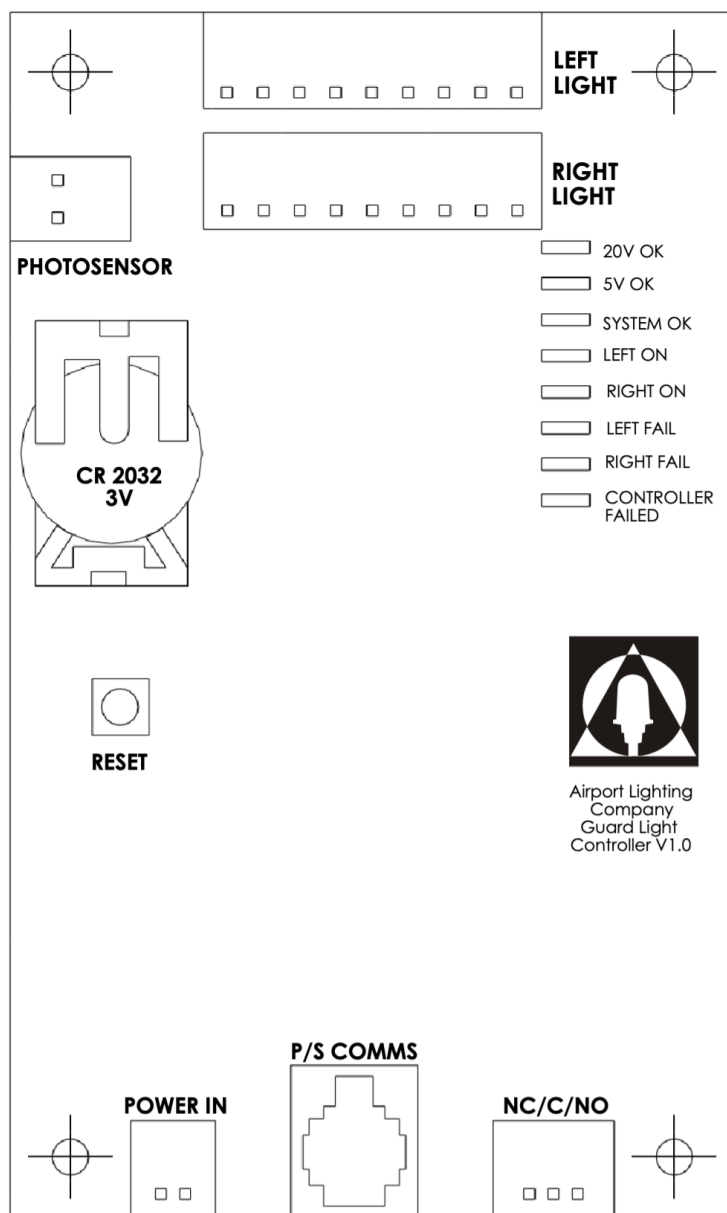 LEFT
LIGHT
RIGHT
LIGHT
PHOTOSENSOR
20V OK
5V OK
SYSTEM OK
LEFT ON
RIGHT ON
LEFT FAIL
RIGHT FAIL
CONTROLLER
FAILED
CR 2032
3V
RESET
Airport Lighting
Company
Guard Light
Controller V1.0
P/S COMMS
POWER IN
NC/C/NO